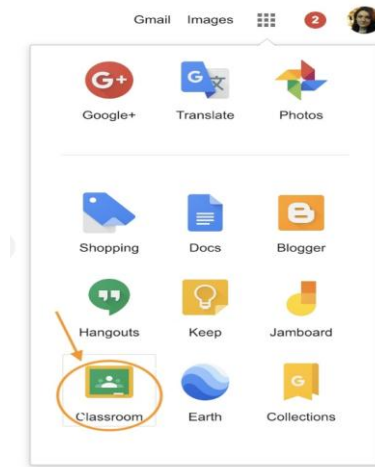 Gmail Images 2
Google+ Translate Photos
Shopping Docs Blogger
Hangouts Keep Jamboard
Classroom Earth Collections